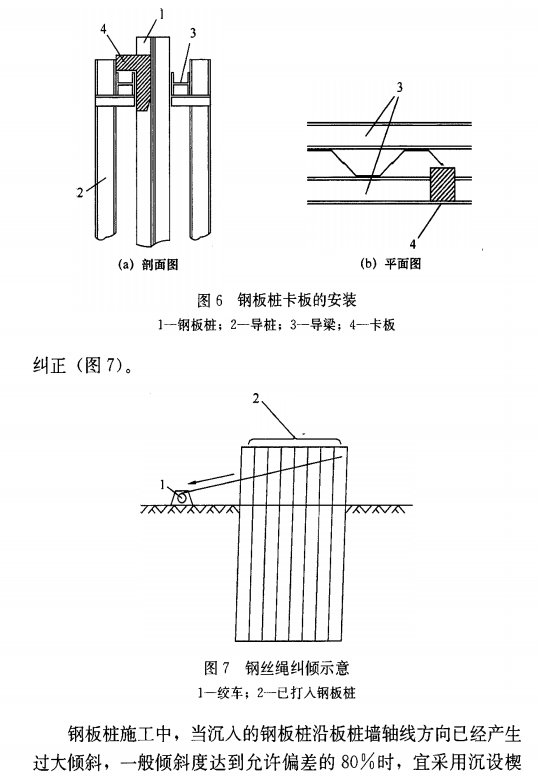 1
4
3
2
(a) 剖面图
3
4
(b) 平面图
图 6 钢板桩卡板的安装
1—钢板桩；2—导桩；3—导梁；4—卡板
纠正（图 7）。
2
1
图 7 钢丝绳纠倾示意
1—绞车；2—已打入钢板桩
钢板桩施工中，当沉入的钢板桩沿板桩墙轴线方向已经产生
过大倾斜，一般倾斜度达到允许偏差的 80％时，宜采用沉设楔